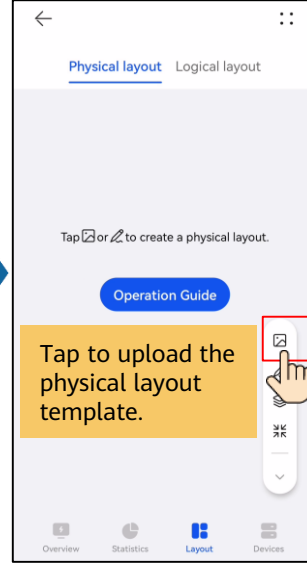 Physical layout Logical layout
Tap or to create a physical layout.
Operation Guide
Tap to upload the
physical layout
template.
Overview Statistics Layout Devices